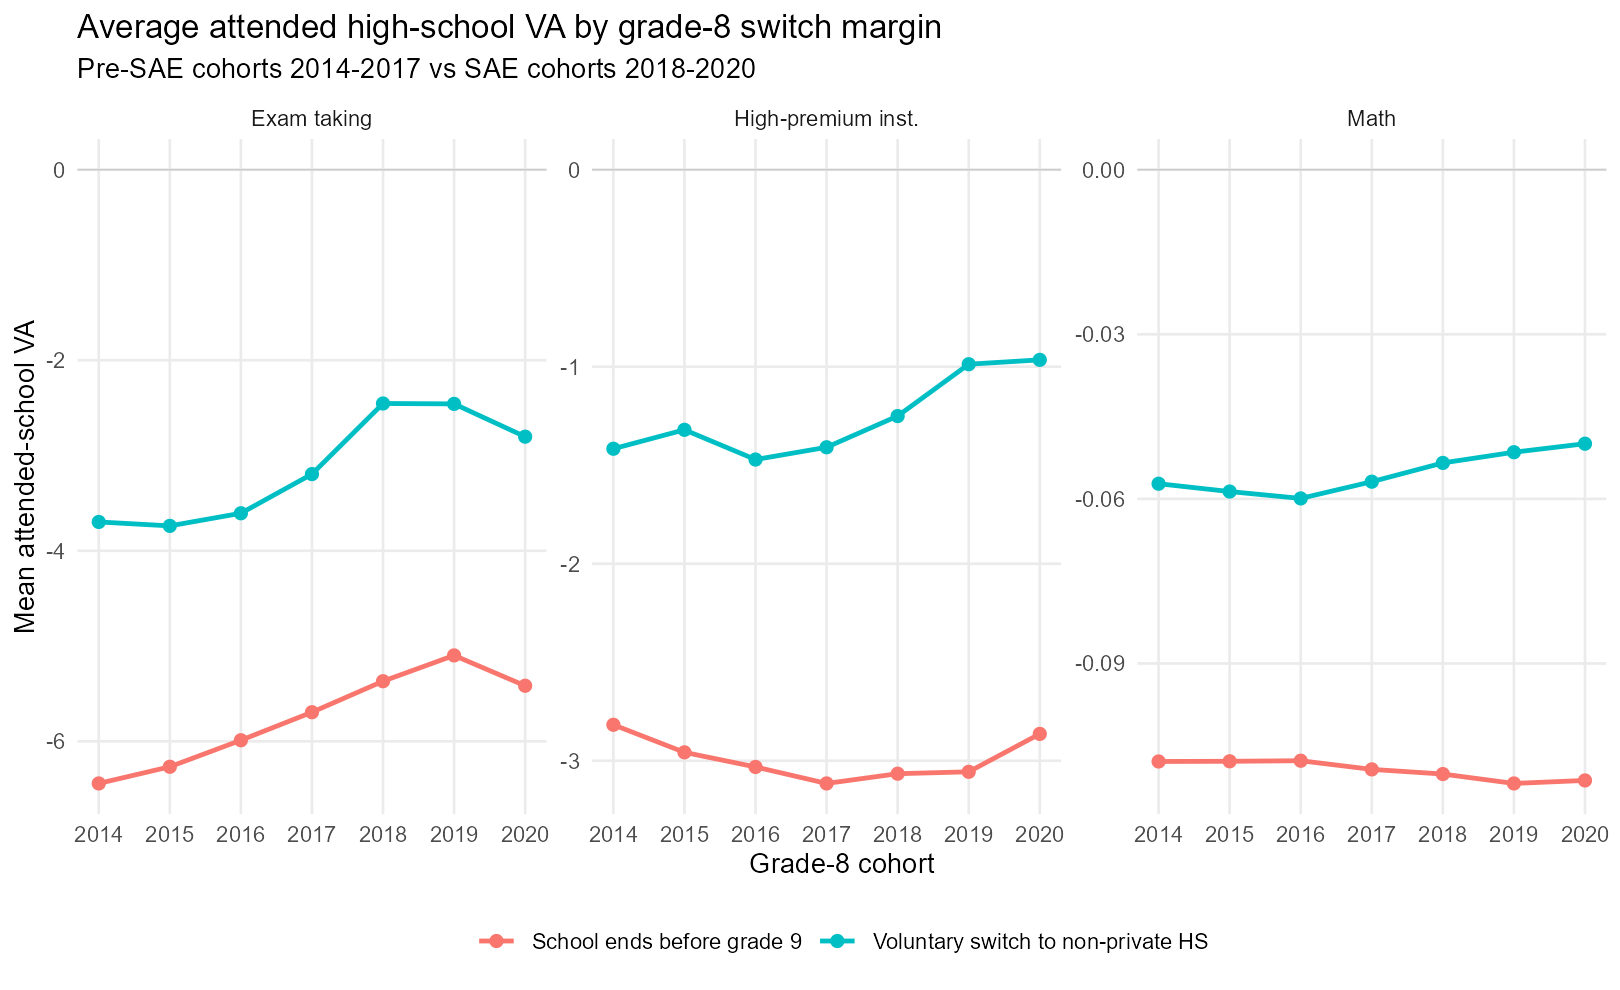 Average attended high-school VA by grade-8 switch margin
Pre-SAE cohorts 2014-2017 vs SAE cohorts 2018-2020
Exam taking
High-premium inst.
Math
Mean attended-school VA
0
-2
-4
-6
0
-1
-2
-3
0.00
-0.03
-0.06
-0.09
2014 2015 2016 2017 2018 2019 2020
2014 2015 2016 2017 2018 2019 2020
2014 2015 2016 2017 2018 2019 2020
Grade-8 cohort
School ends before grade 9
Voluntary switch to non-private HS